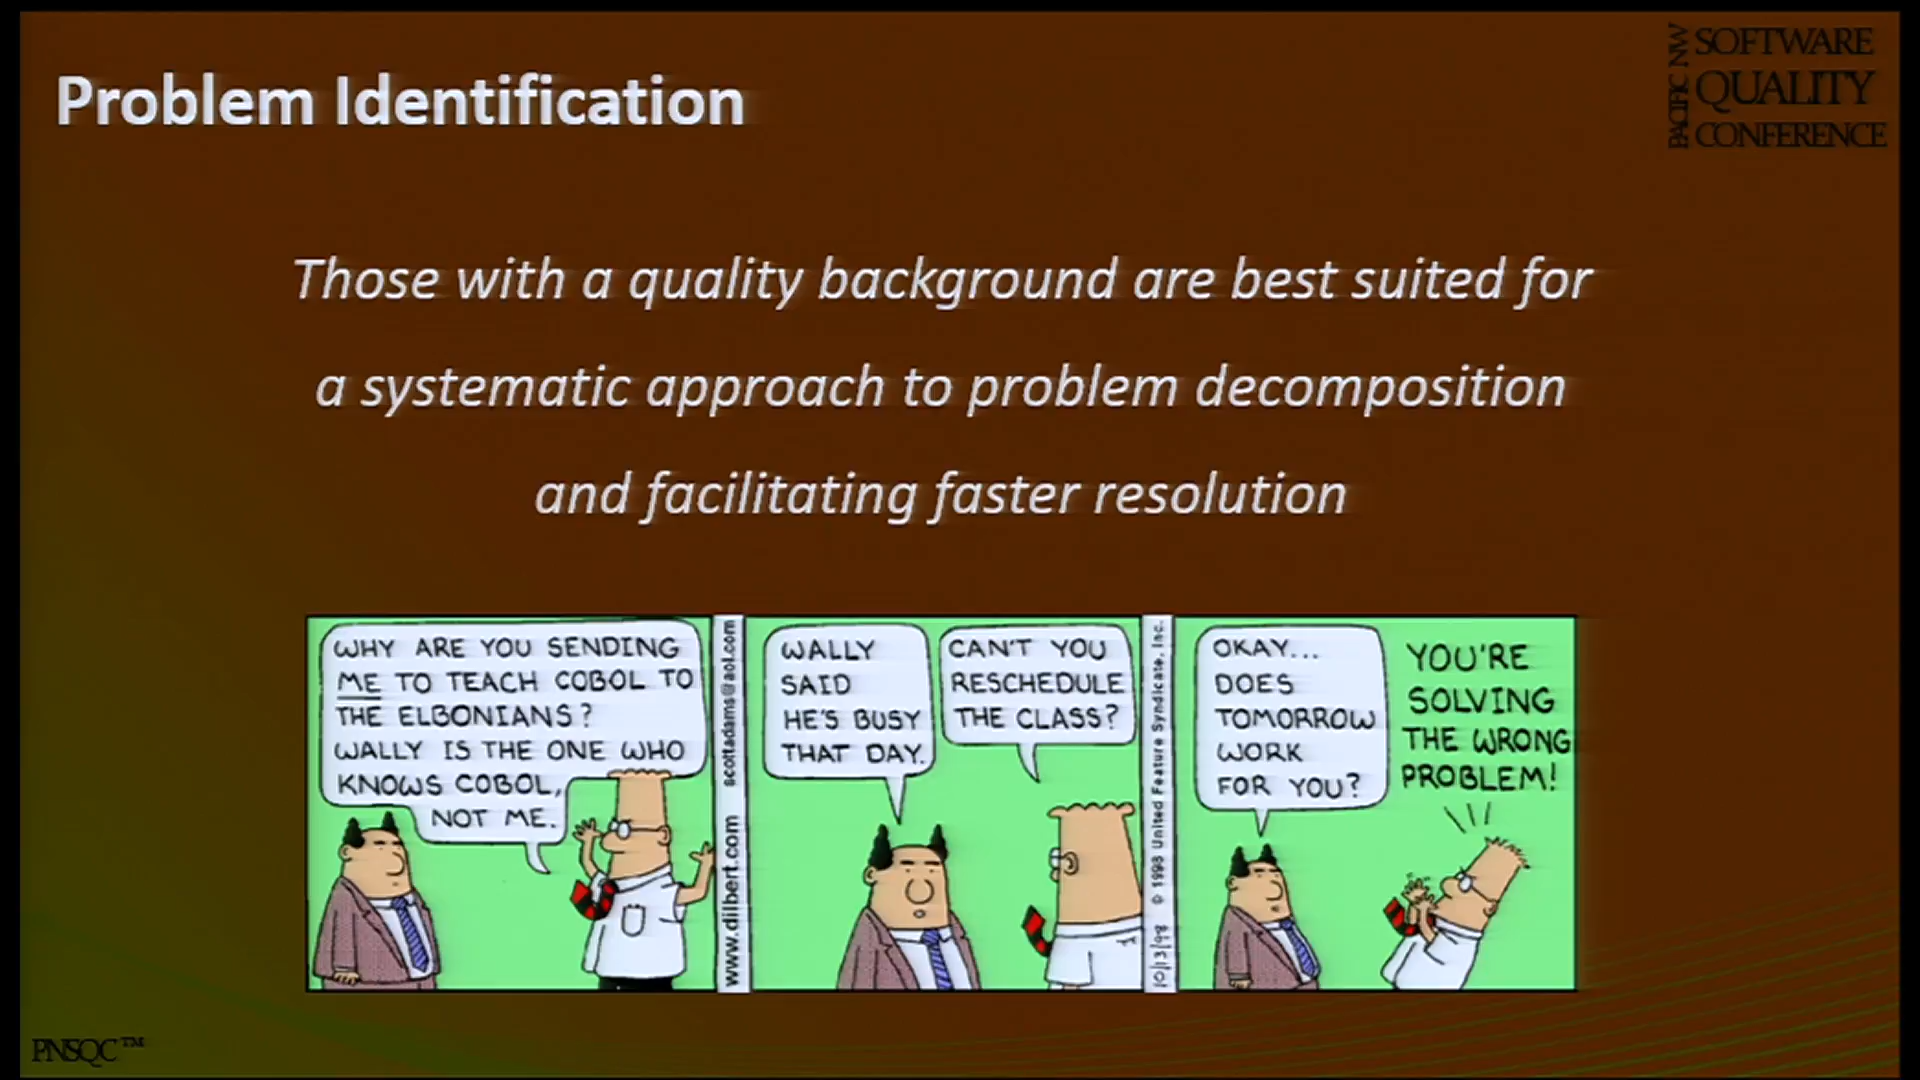 Problem Identification
PACIFIC NW
SOFTWARE
QUALITY
CONFERENCE
Those with a quality background are best suited for
a systematic approach to problem decomposition
and facilitating faster resolution
WHY ARE YOU SENDING
ME TO TEACH COBOL TO
THE ELBONIANS?
WALLY IS THE ONE WHO
KNOWS COBOL,
NOT ME.
www.dilbert.com scottadams@aol.com
WALLY
SAID
HE'S BUSY
THAT DAY.
CAN'T YOU
RESCHEDULE
THE CLASS?
10/13/98 © 1998 United Feature Syndicate, Inc.
OKAY...
DOES
TOMORROW
WORK
FOR YOU?
YOU'RE
SOLVING
THE WRONG
PROBLEM!
PNSQC™